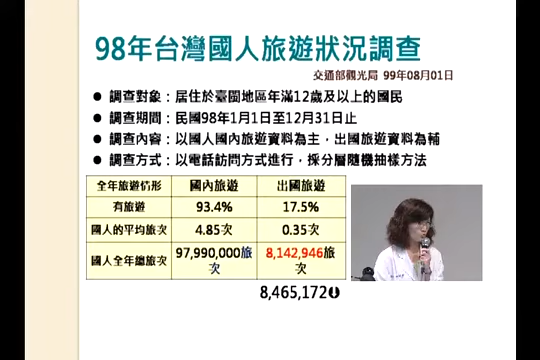 98年台灣國人旅遊狀況調查
交通部觀光局 99年08月01日
● 調查對象：居住於臺閩地區年滿12歲及以上的國民
● 調查期間：民國98年1月1日至12月31日止
● 調查內容：以國人國內旅遊資料為主，出國旅遊資料為輔
● 調查方式：以電話訪問方式進行，採分層隨機抽樣方法
全年旅遊情形 國內旅遊 出國旅遊
有旅遊 93.4% 17.5%
國人的平均旅次 4.85次 0.35次
國人全年總旅次 97,990,000旅次 8,142,946旅次
8,465,172